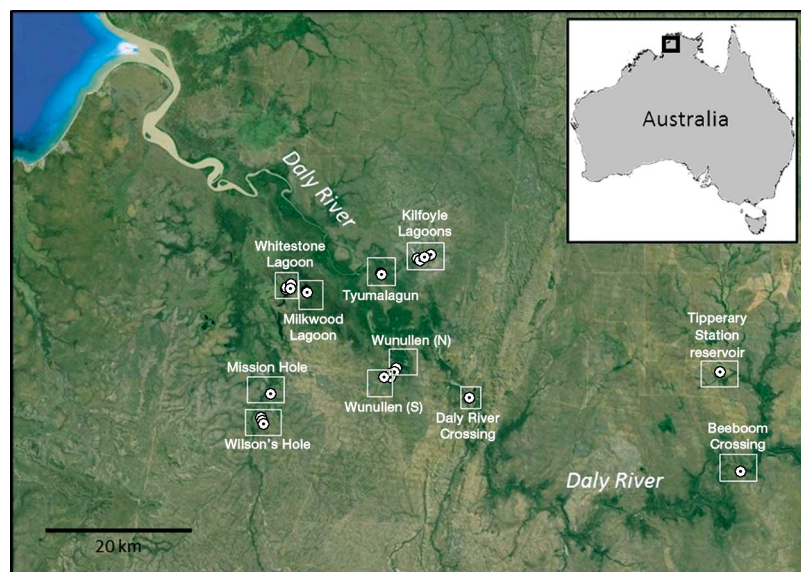 Australia
Daly River
Kilfoyle
Lagoons
Whitestone
Lagoon
Tyumalagun
Milkwood
Lagoon
Wunullen (N)
Tipperary
Station
reservoir
Mission Hole
Wunullen (S)
Daly River
Crossing
Wilson's Hole
Beeboom
Crossing
Daly River
20 km